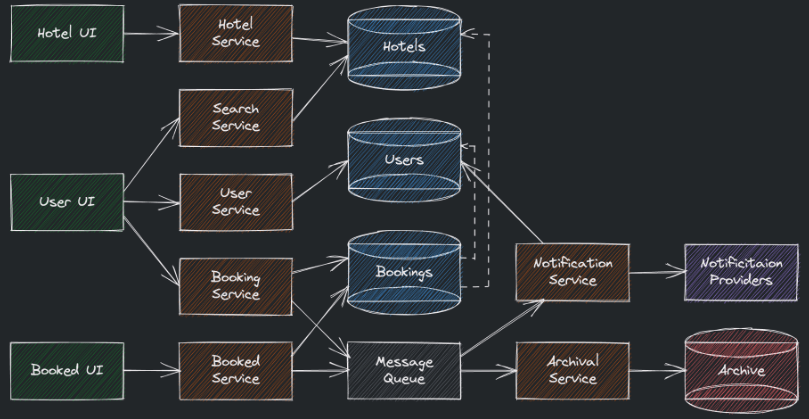 Hotel UI
Hotel
Service
Hotels
Search
Service
Users
User UI
User
Service
Booking
Service
Bookings
Notification
Service
Notificitaion
Providers
Booked UI
Booked
Service
Message
Queue
Archival
Service
Archive